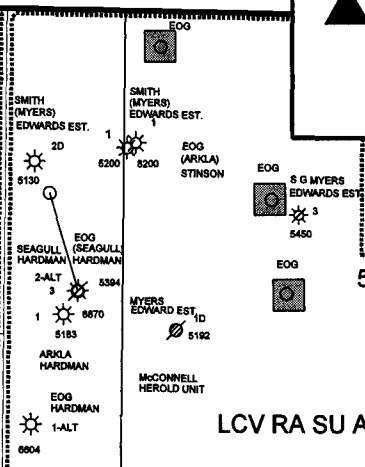 EOG
SMITH
(MYERS)
EDWARDS EST.
1
SMITH
(MYERS)
EDWARDS EST.
2D
5130
1
5200
8200
EOG
(ARKLA)
STINSON
EOG
S G MYERS
EDWARDS EST
3
5450
EOG
SEAGULL
HARDMAN
EOG
(SEAGULL)
HARDMAN
2-ALT
3
5394
6870
1
5183
MYERS
EDWARD EST.
1D
5192
ARKLA
HARDMAN
McCONNELL
HEROLD UNIT
EOG
HARDMAN
1-ALT
6604
LCV RA SU A